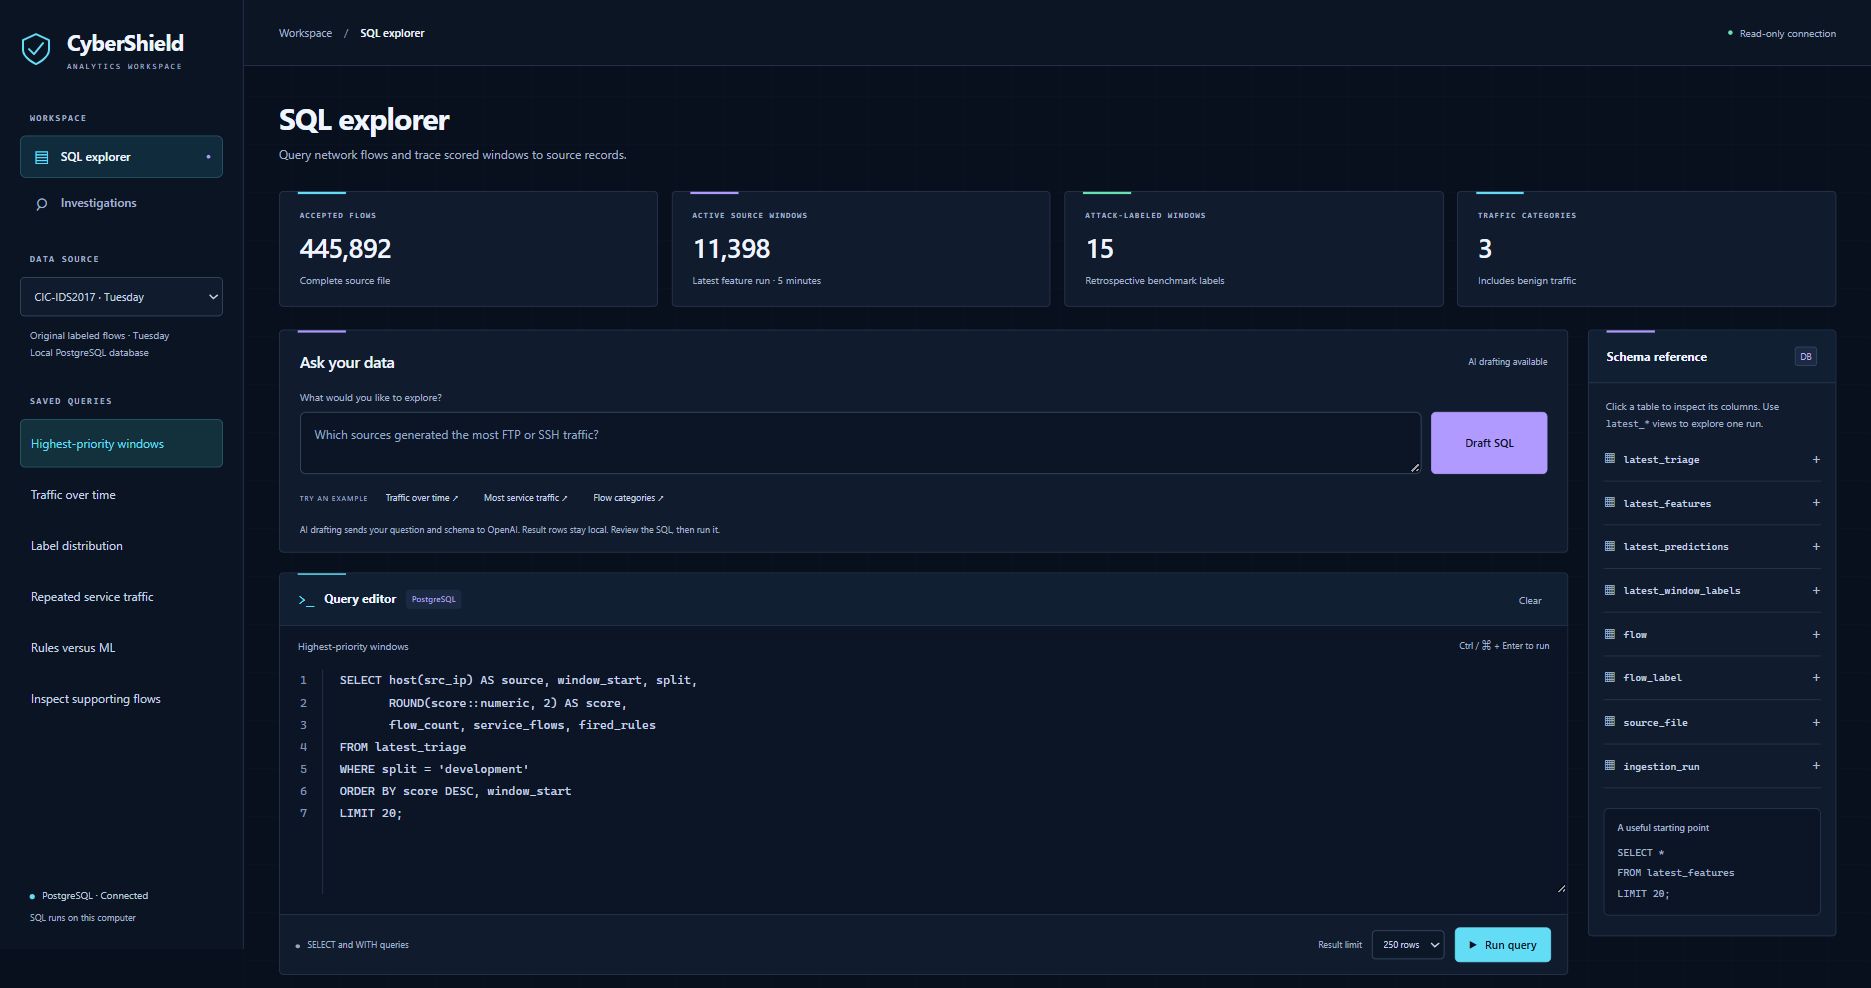 CyberShield
ANALYTICS WORKSPACE
WORKSPACE
SQL explorer
Investigations
DATA SOURCE
CIC-IDS2017 · Tuesday
Original labeled flows · Tuesday
Local PostgreSQL database
SAVED QUERIES
Highest-priority windows
Traffic over time
Label distribution
Repeated service traffic
Rules versus ML
Inspect supporting flows
PostgreSQL · Connected
SQL runs on this computer
Workspace / SQL explorer
Read-only connection
SQL explorer
Query network flows and trace scored windows to source records.
ACCEPTED FLOWS
445,892
Complete source file
ACTIVE SOURCE WINDOWS
11,398
Latest feature run · 5 minutes
ATTACK-LABELED WINDOWS
15
Retrospective benchmark labels
TRAFFIC CATEGORIES
3
Includes benign traffic
Ask your data
AI drafting available
What would you like to explore?
Which sources generated the most FTP or SSH traffic?
Draft SQL
TRY AN EXAMPLE Traffic over time ↗ Most service traffic ↗ Flow categories ↗
AI drafting sends your question and schema to OpenAI. Result rows stay local. Review the SQL, then run it.
>_ Query editor PostgreSQL
Clear
Highest-priority windows
Ctrl / ⌘ + Enter to run
1 SELECT host(src_ip) AS source, window_start, split,
2 ROUND(score::numeric, 2) AS score,
3 flow_count, service_flows, fired_rules
4 FROM latest_triage
5 WHERE split = 'development'
6 ORDER BY score DESC, window_start
7 LIMIT 20;
SELECT and WITH queries
Result limit 250 rows
Run query
Schema reference
DB
Click a table to inspect its columns. Use
latest_* views to explore one run.
latest_triage +
latest_features +
latest_predictions +
latest_window_labels +
flow +
flow_label +
source_file +
ingestion_run +
A useful starting point
SELECT *
FROM latest_features
LIMIT 20;